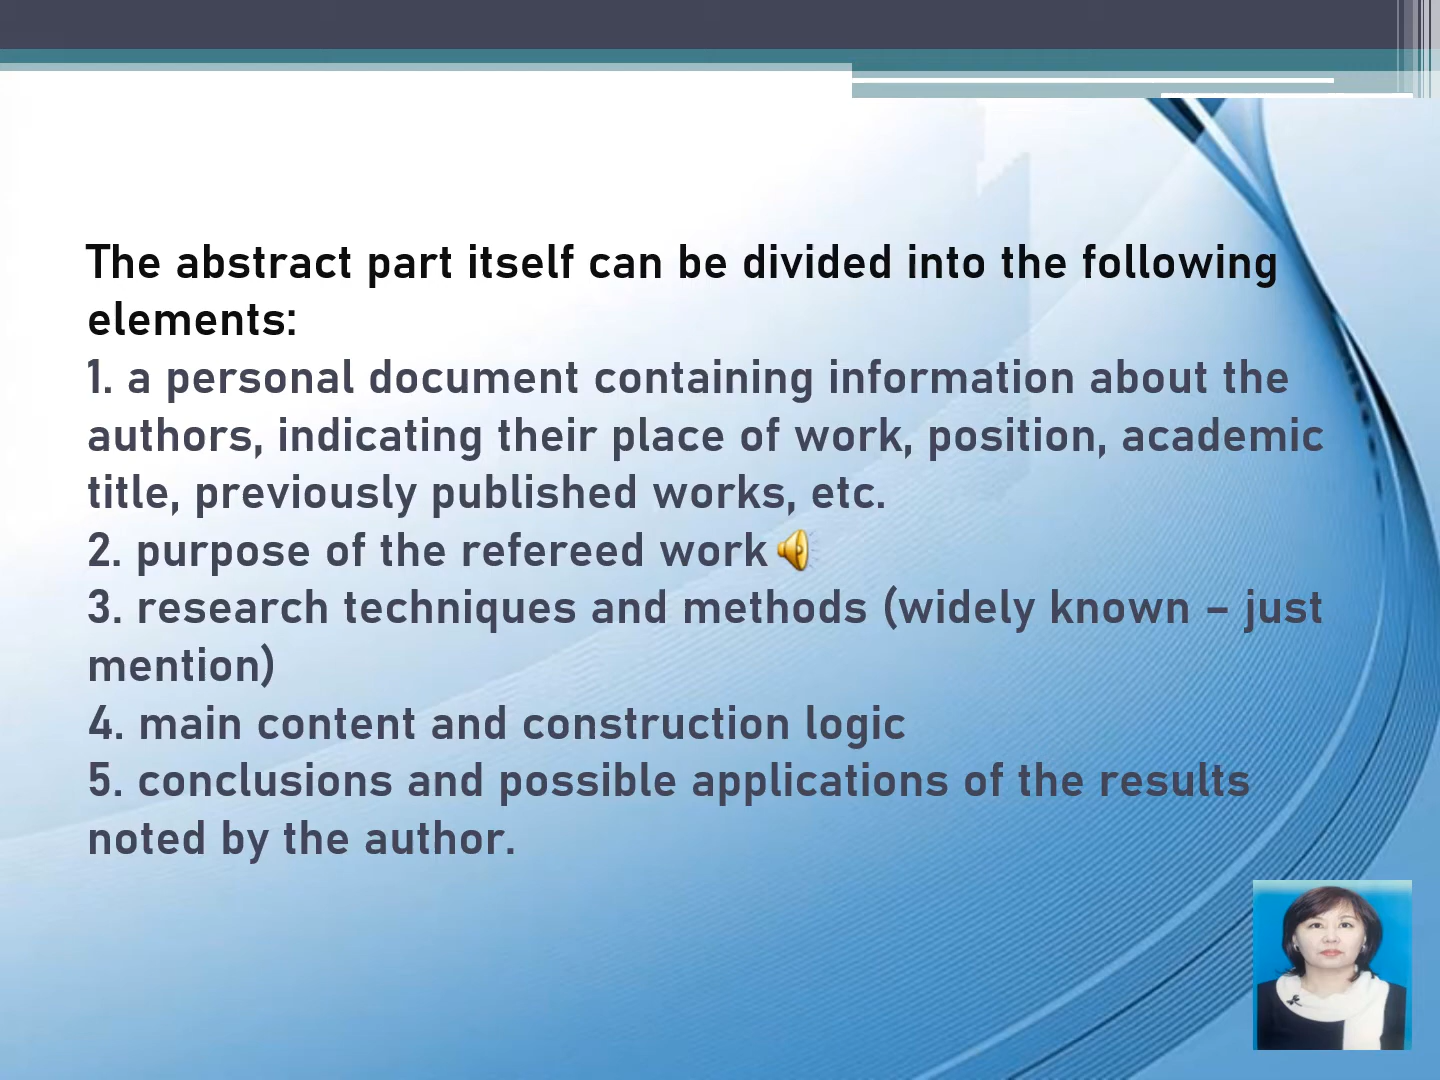 The abstract part itself can be divided into the following
elements:
1. a personal document containing information about the
authors, indicating their place of work, position, academic
title, previously published works, etc.
2. purpose of the refereed work
3. research techniques and methods (widely known – just
mention)
4. main content and construction logic
5. conclusions and possible applications of the results
noted by the author.